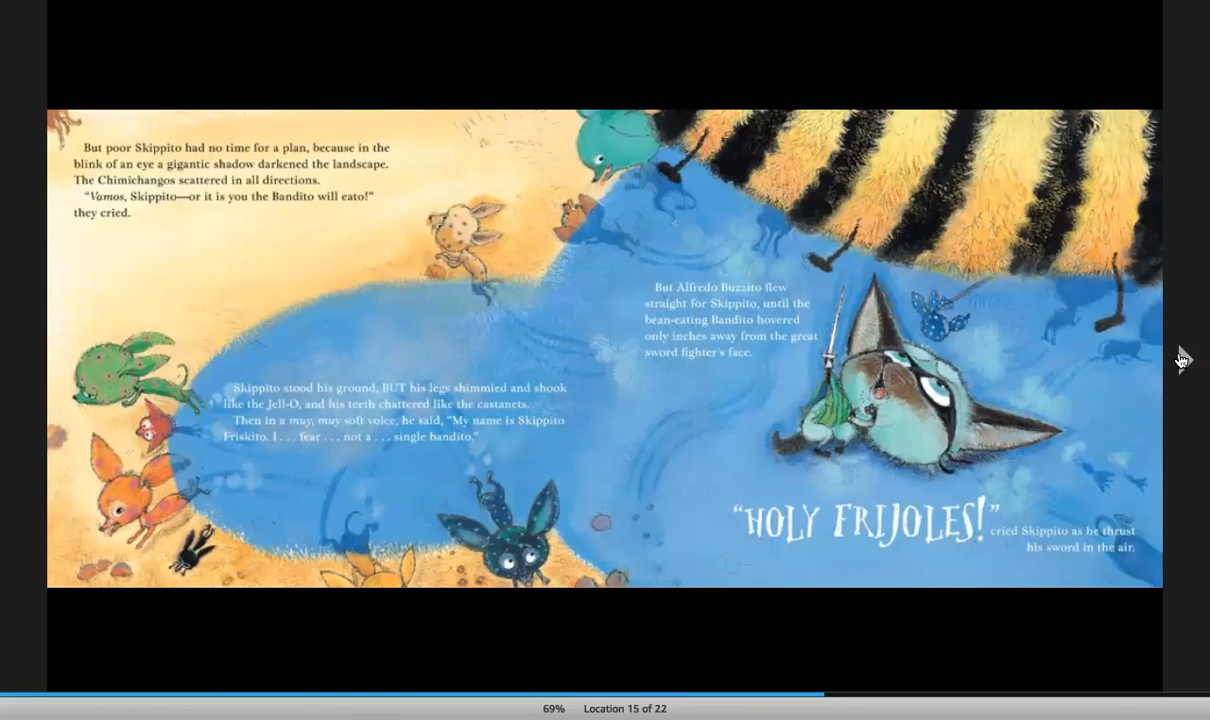 But poor Skippito had no time for a plan, because in the
blink of an eye a gigantic shadow darkened the landscape.
The Chimichangos scattered in all directions.
“Vamos, Skippito—or it is you the Bandito will eato!”
they cried.
Skippito stood his ground, BUT his legs shimmied and shook
like the Jell-O, and his teeth chattered like the castanets.
Then in a muy, muy soft voice, he said, “My name is Skippito
Friskito. I . . . fear . . . not a . . . single bandito.”
But Alfredo Buzzito flew
straight for Skippito, until the
bean-eating Bandito hovered
only inches away from the great
sword fighter’s face.
“HOLY FRIJOLES!” cried Skippito as he thrust
his sword in the air.
69% Location 15 of 22